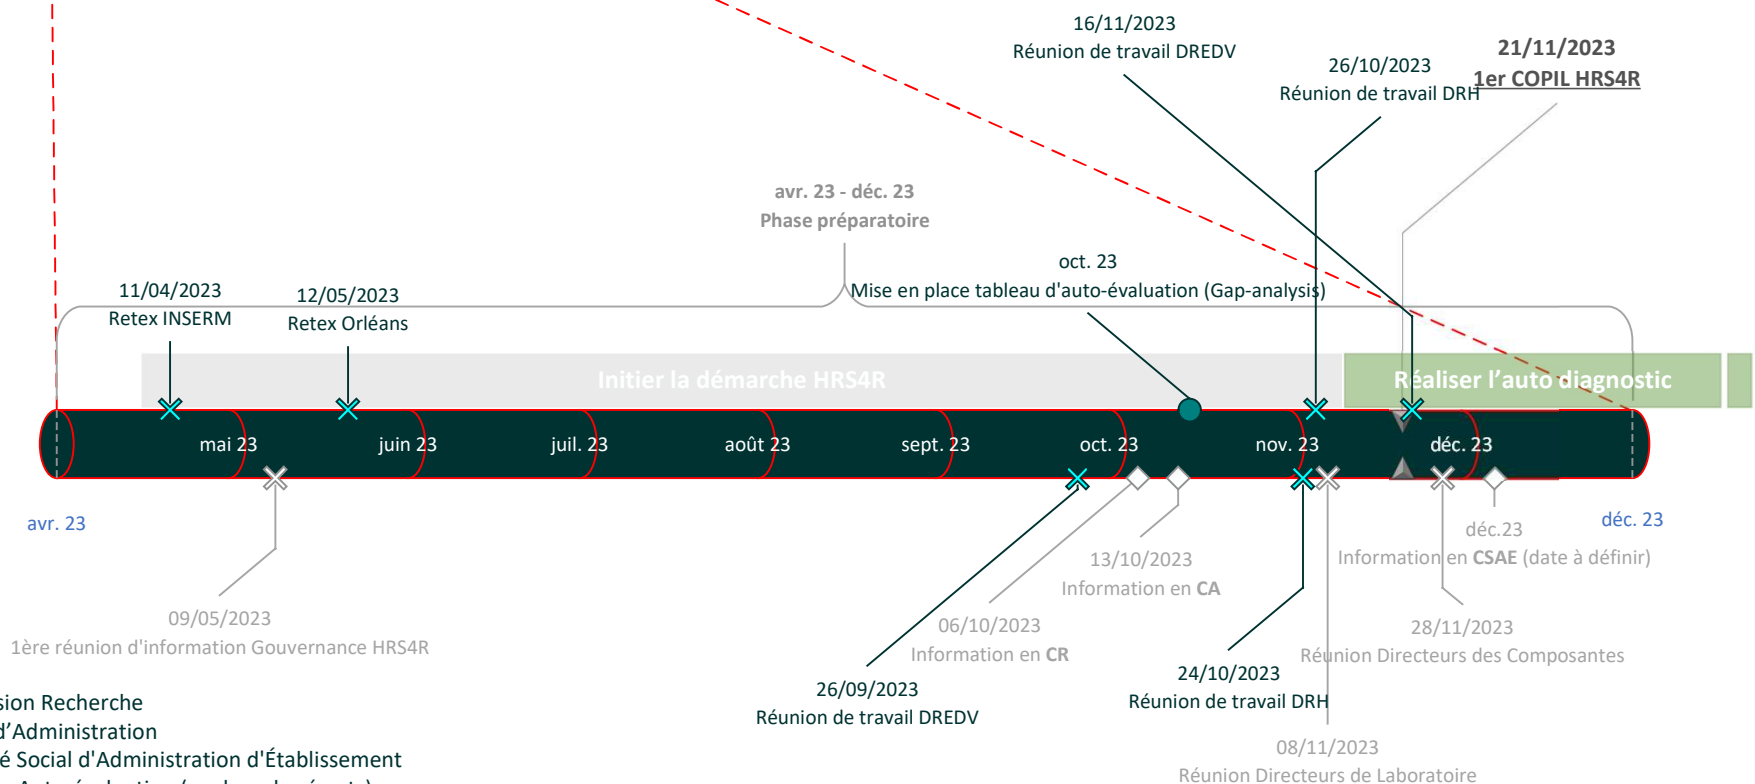 16/11/2023
Réunion de travail DREDV
21/11/2023
1er COPIL HRS4R
26/10/2023
Réunion de travail DRH
avr. 23 - déc. 23
Phase préparatoire
oct. 23
Mise en place tableau d'auto-évaluation (Gap-analysis)
11/04/2023
Retex INSERM
12/05/2023
Retex Orléans
Initier la démarche HRS4R
Réaliser l’auto diagnostic
mai 23
juin 23
juil. 23
août 23
sept. 23
oct. 23
nov. 23
déc. 23
avr. 23
déc. 23
déc.23
Information en CSAE (date à définir)
13/10/2023
Information en CA
09/05/2023
1ère réunion d'information Gouvernance HRS4R
06/10/2023
Information en CR
28/11/2023
Réunion Directeurs des Composantes
24/10/2023
Réunion de travail DRH
26/09/2023
Réunion de travail DREDV
08/11/2023
Réunion Directeurs de Laboratoire
Recherche
d’Administration
Social d'Administration d'Établissement